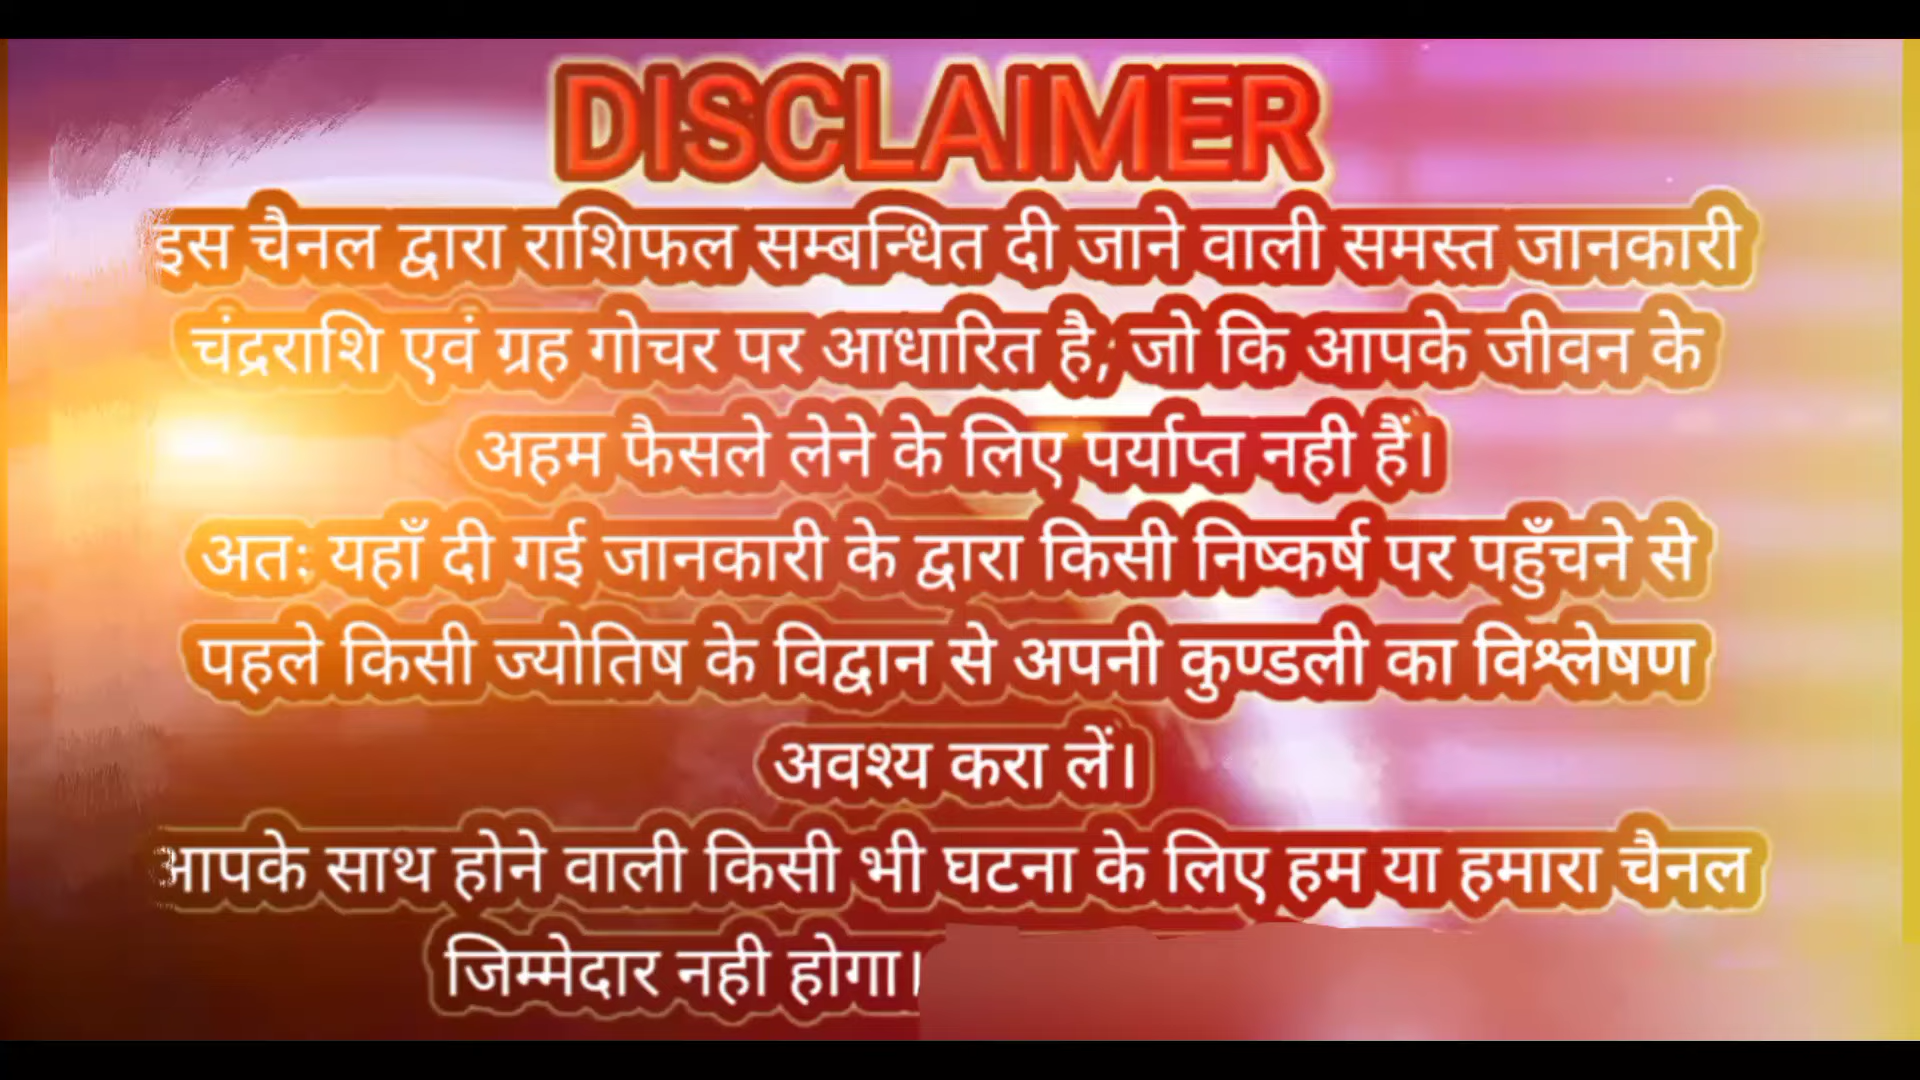 DISCLAIMER
इस चैनल द्वारा राशिफल सम्बन्धित दी जाने वाली समस्त जानकारी
चंद्रराशि एवं ग्रह गोचर पर आधारित है, जो कि आपके जीवन के
अहम फैसले लेने के लिए पर्याप्त नही हैं।
अतः यहाँ दी गई जानकारी के द्वारा किसी निष्कर्ष पर पहुँचने से
पहले किसी ज्योतिष के विद्वान से अपनी कुण्डली का विश्लेषण
अवश्य करा लें।
आपके साथ होने वाली किसी भी घटना के लिए हम या हमारा चैनल
जिम्मेदार नही होगा।